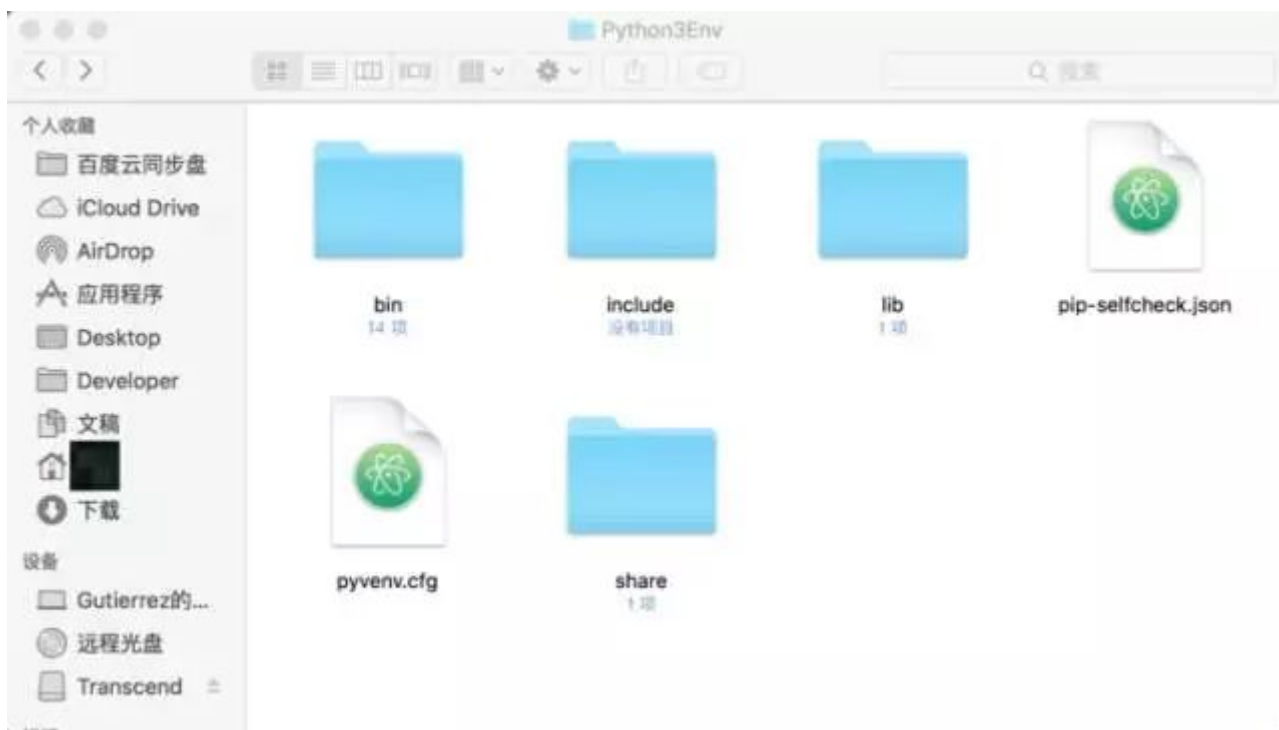 Python3Env
搜索
个人收藏
百度云同步盘
iCloud Drive
AirDrop
应用程序
Desktop
Developer
文稿
下载
设备
Gutierrez的...
远程光盘
Transcend
bin
14 项
include
没有项目
lib
1 项
pip-selfcheck.json
pyvenv.cfg
share
1 项